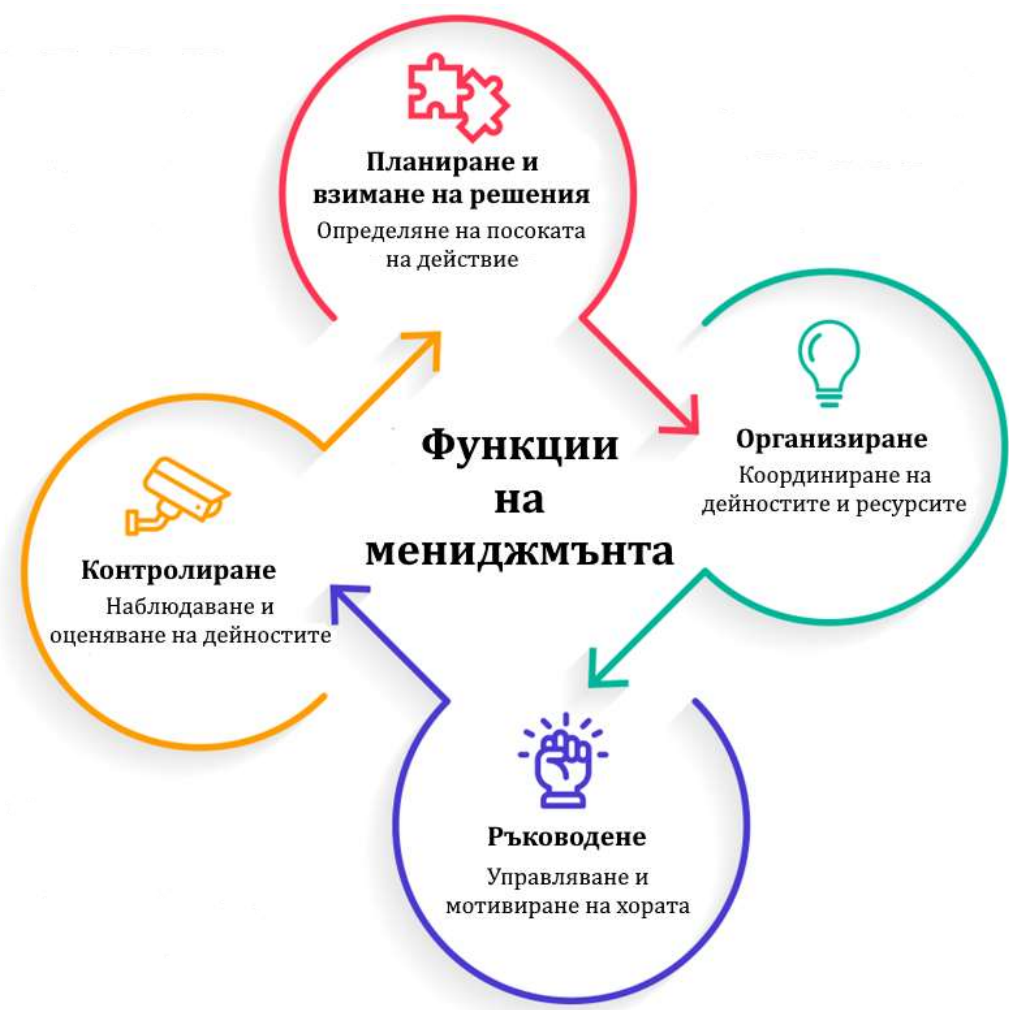 Планиране и
взимане на решения
Определяне на посоката
на действие
Организиране
Координиране на
дейностите и ресурсите
Функции
на
мениджмънта
Контролиране
Наблюдаване и
оценяване на дейностите
Ръководене
Управляване и
мотивиране на хората